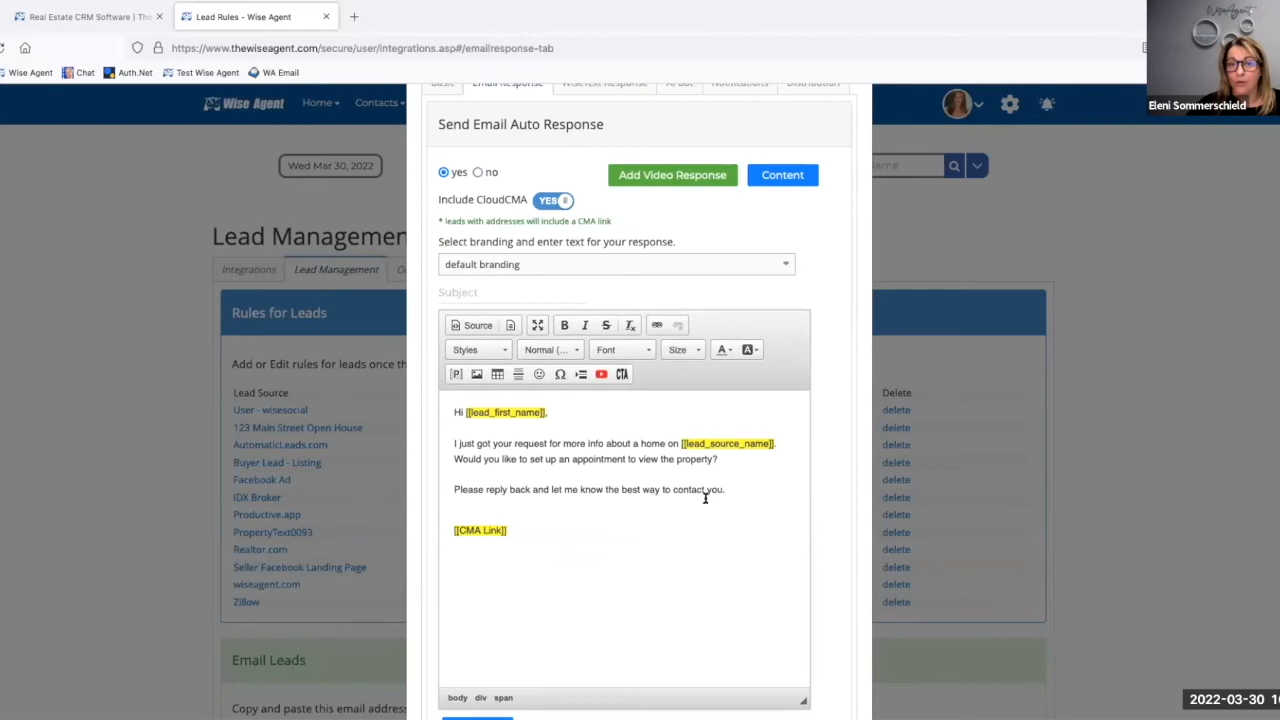 Real Estate CRM Software | The
Lead Rules - Wise Agent
https://www.thewiseagent.com/secure/user/integrations.asp#/emailresponse-tab
Wise Agent
Chat
Auth.Net
Test Wise Agent
WA Email
WiseAgent
Eleni Sommerschield
Wise Agent
Home
Contacts
Basic
Email Response
WiseText Response
Notifications
Distribution
Send Email Auto Response
Wed Mar 30, 2022
yes
no
Add Video Response
Content
Include CloudCMA
YES
* leads with addresses will include a CMA link
Select branding and enter text for your response.
default branding
Subject
Lead Managemen
Integrations
Lead Management
Rules for Leads
Add or Edit rules for leads once th
Lead Source
Delete
User - wisesocial
delete
123 Main Street Open House
delete
AutomaticLeads.com
delete
Buyer Lead - Listing
delete
Facebook Ad
delete
IDX Broker
delete
Productive.app
delete
PropertyText0093
delete
Realtor.com
delete
Seller Facebook Landing Page
delete
wiseagent.com
delete
Zillow
delete
Source
B I S Tx
Styles
Normal (...
Font
Size
A
A
[P]
Ω
CTA
Hi [[lead_first_name]],
I just got your request for more info about a home on [[lead_source_name]].
Would you like to set up an appointment to view the property?
Please reply back and let me know the best way to contact you.
[[CMA Link]]
body div span
Email Leads
Copy and paste this email address
2022-03-30